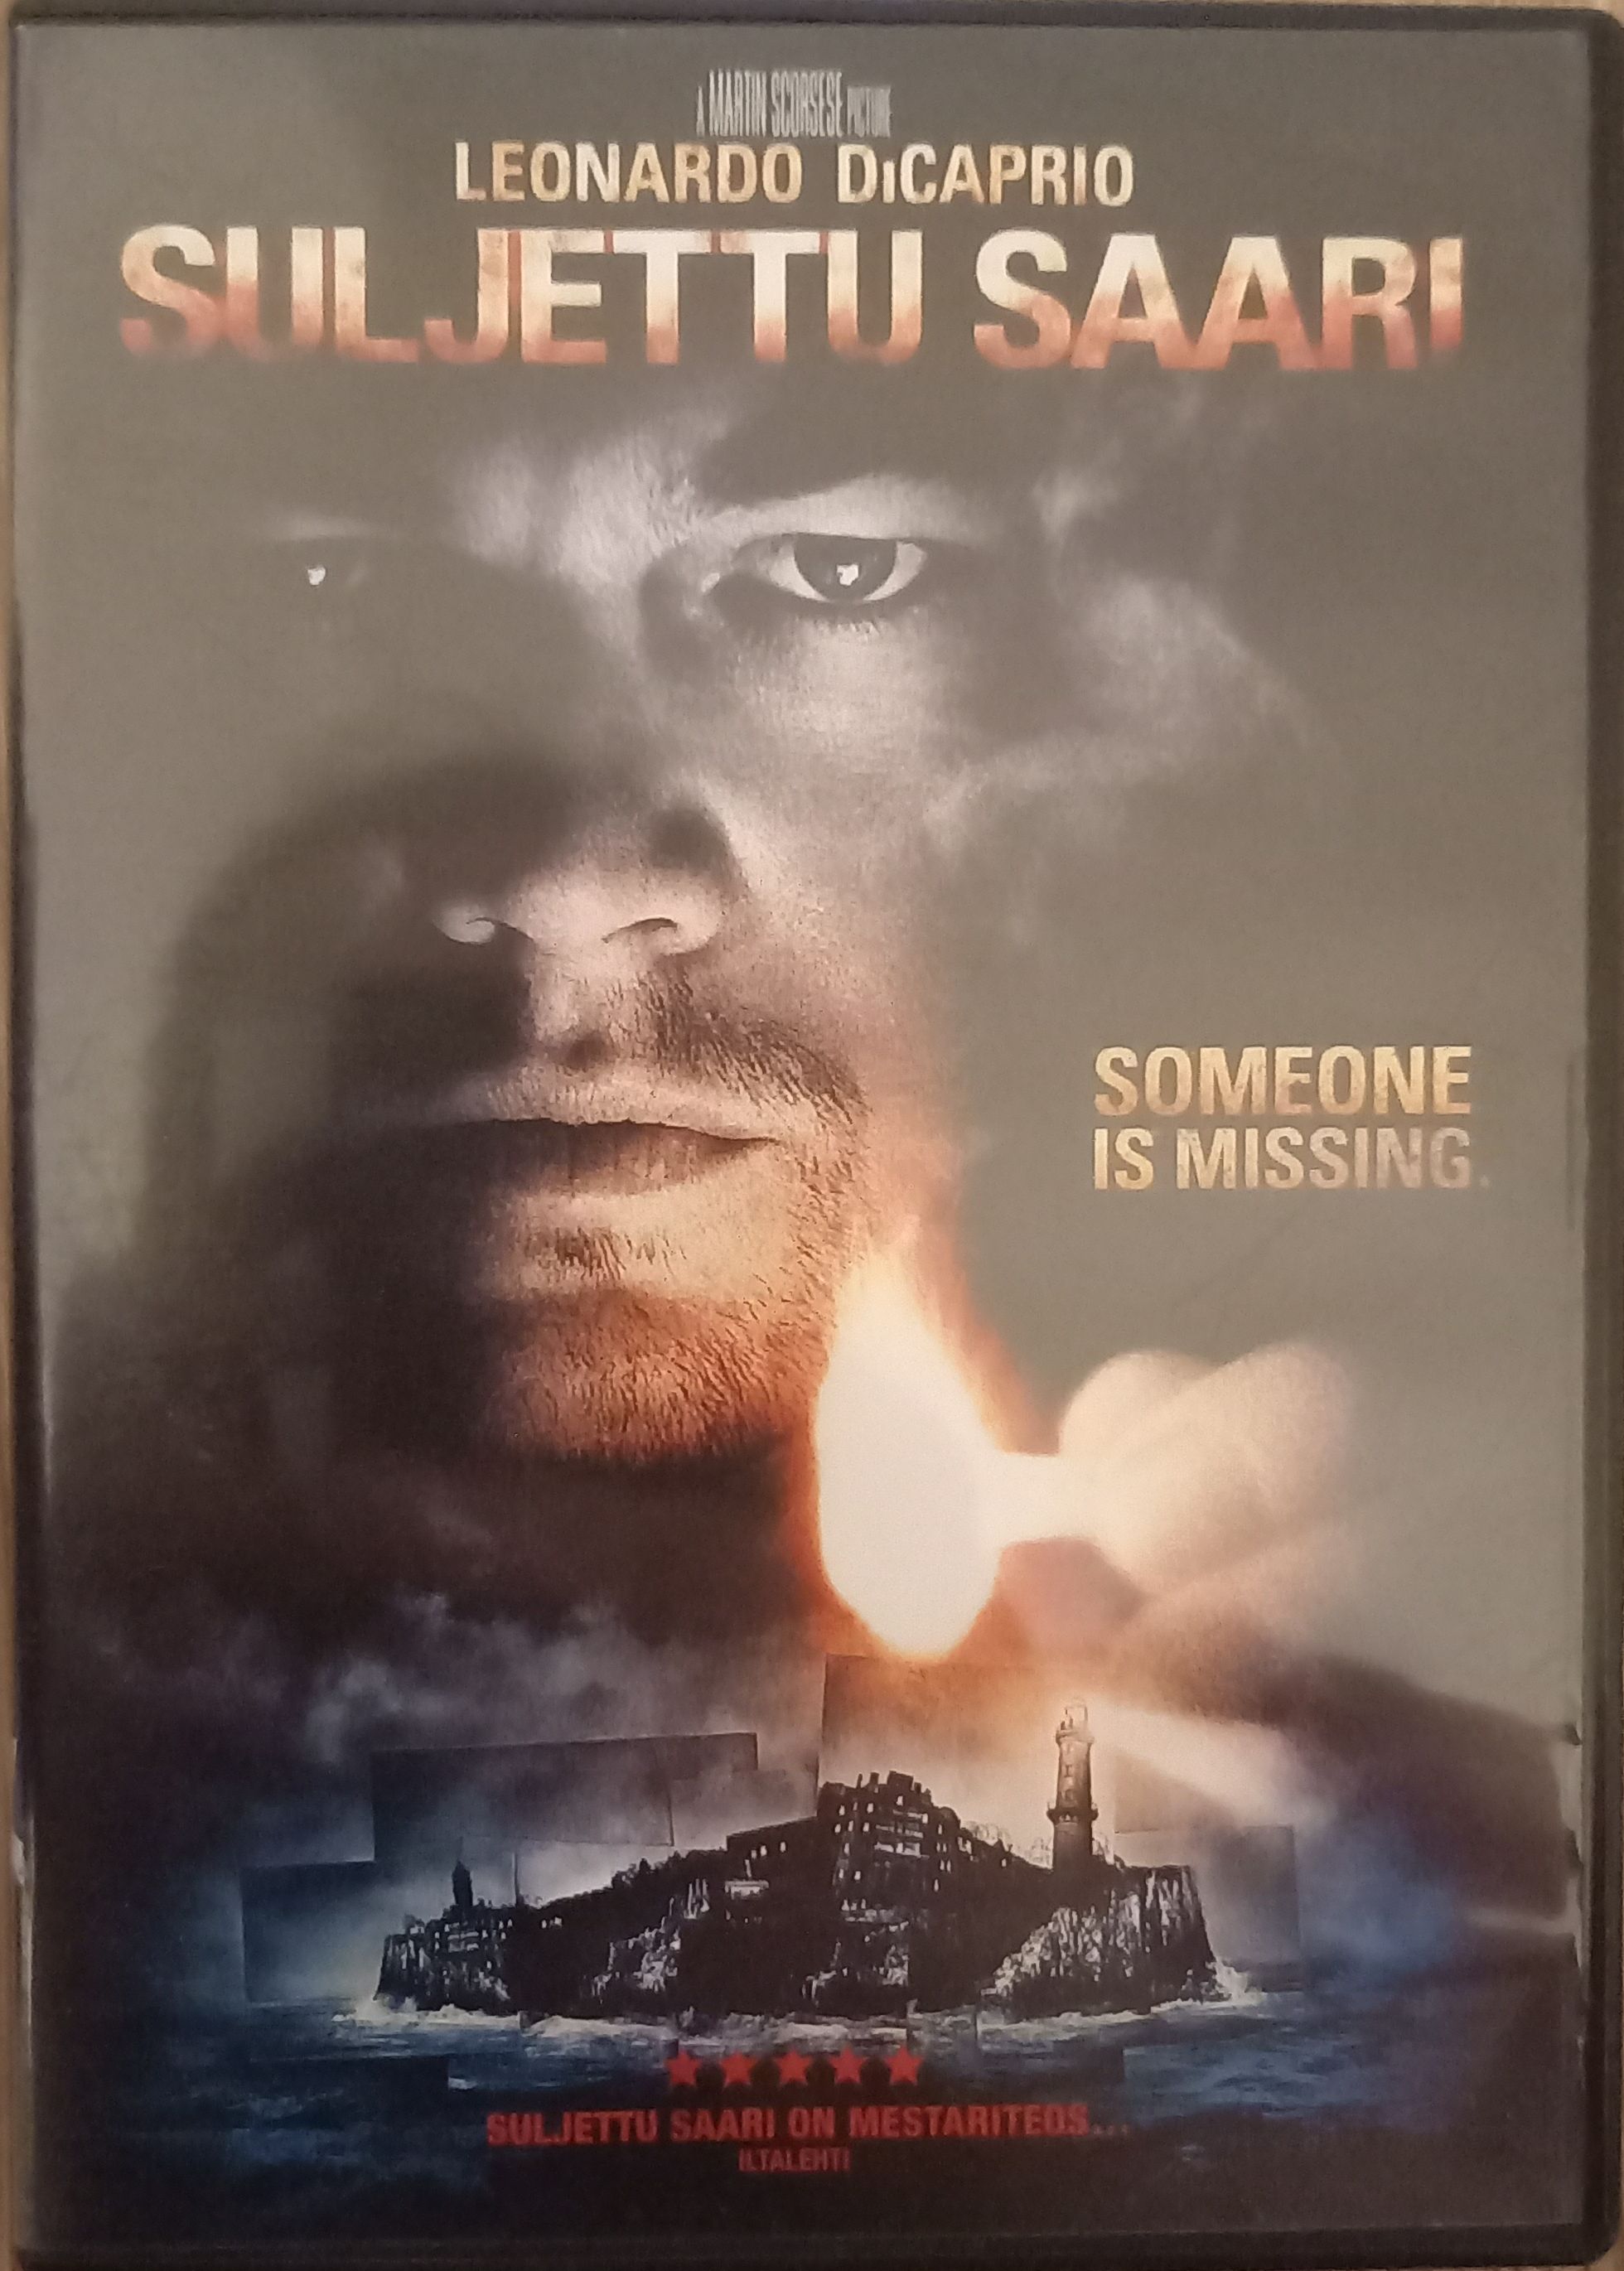 A MARTIN SCORSESE PICTURE
LEONARDO DiCAPRIO
SULJETTU SAARI
SOMEONE
IS MISSING.
★★★★★
SULJETTU SAARI ON MESTARITEOS...
ILTALEHTI